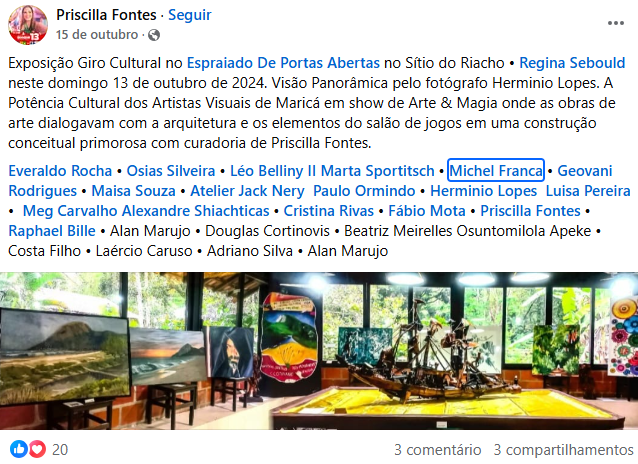 Priscilla Fontes · Seguir
15 de outubro ·
Exposição Giro Cultural no Espraiado De Portas Abertas no Sítio do Riacho • Regina Sebould
neste domingo 13 de outubro de 2024. Visão Panorâmica pelo fotógrafo Herminio Lopes. A
Potência Cultural dos Artistas Visuais de Maricá em show de Arte & Magia onde as obras de
arte dialogavam com a arquitetura e os elementos do salão de jogos em uma construção
conceitual primorosa com curadoria de Priscilla Fontes.
Everaldo Rocha • Osias Silveira • Léo Belliny II Marta Sportitsch • Michel Franca • Geovani
Rodrigues • Maisa Souza • Atelier Jack Nery Paulo Ormindo • Herminio Lopes Luisa Pereira
• Meg Carvalho Alexandre Shiachticas • Cristina Rivas • Fábio Mota • Priscilla Fontes •
Raphael Bille • Alan Marujo • Douglas Cortinovis • Beatriz Meirelles Osuntomilola Apeke •
Costa Filho • Laércio Caruso • Adriano Silva • Alan Marujo
20
3 comentário 3 compartilhamentos